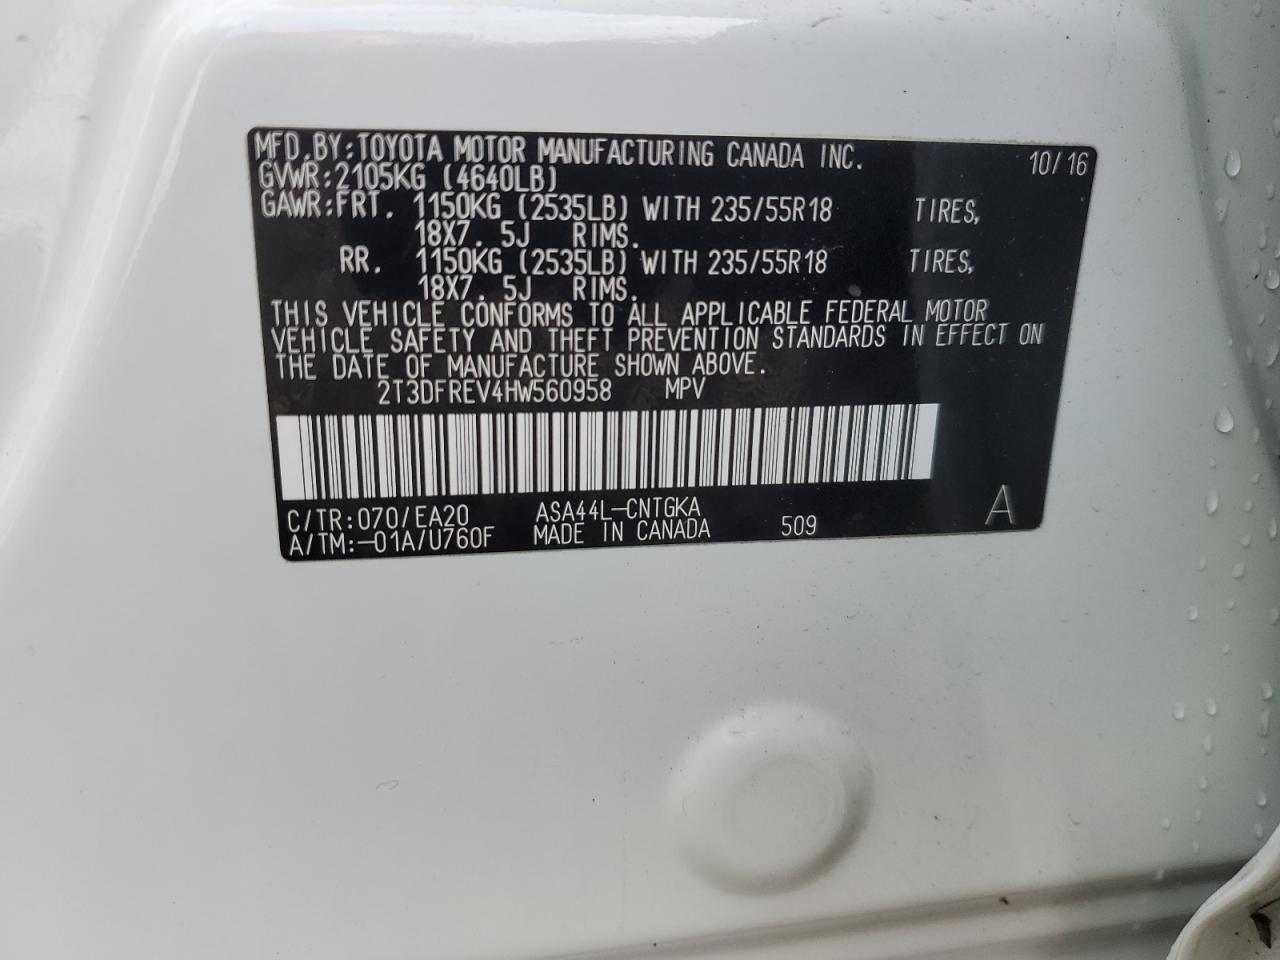 MFD.BY:TOYOTA MOTOR MANUFACTURING CANADA INC. 10/16
GVWR:2105KG (4640LB)
GAWR:FRT. 1150KG (2535LB) WITH 235/55R18 TIRES,
18X7.5J RIMS.
RR. 1150KG (2535LB) WITH 235/55R18 TIRES,
18X7.5J RIMS.
THIS VEHICLE CONFORMS TO ALL APPLICABLE FEDERAL MOTOR
VEHICLE SAFETY AND THEFT PREVENTION STANDARDS IN EFFECT ON
THE DATE OF MANUFACTURE SHOWN ABOVE.
2T3DFREV4HW560958 MPV
C/TR:070/EA20 ASA44L-CNTGKA
A/TM:-01A/U760F MADE IN CANADA 509 A